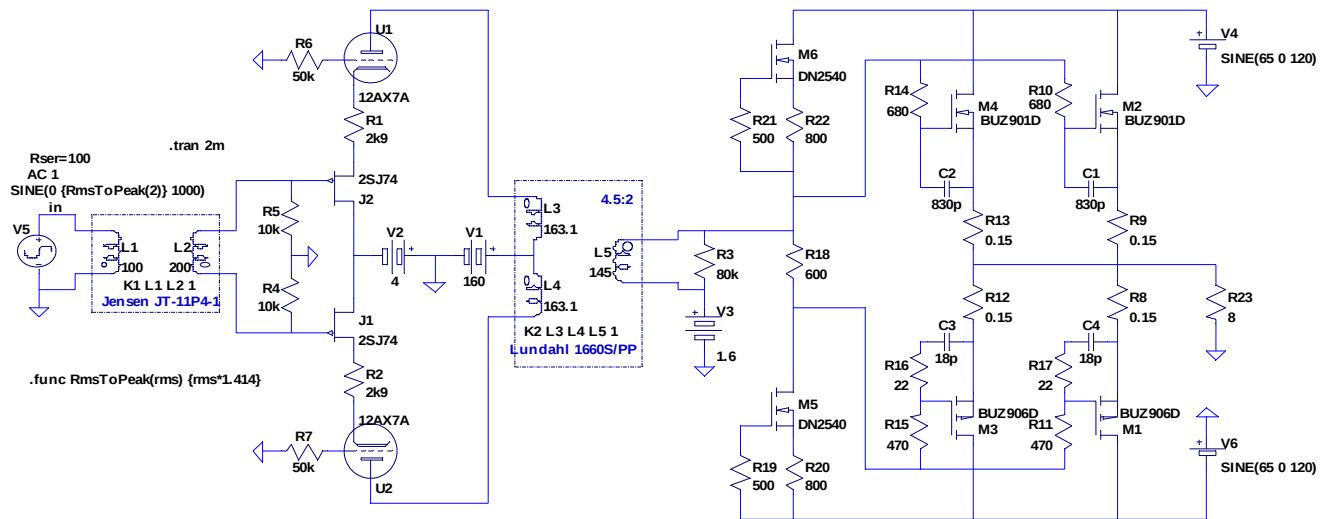 U1
R6
50k
12AX7A
R1
2k9
.tran 2m
Rser=100
AC 1
SINE(0 {RmsToPeak(2)} 1000)
in
V5
L1
100
L2
200
K1 L1 L2 1
Jensen JT-11P4-1
R5
10k
R4
10k
2SJ74
J2
J1
2SJ74
R2
2k9
12AX7A
R7
50k
U2
.func RmsToPeak(rms) {rms*1.414}
V2
4
V1
160
4.5:2
L3
163.1
L4
163.1
L5
145
K2 L3 L4 L5 1
Lundahl 1660S/PP
R3
80k
V3
1.6
M6
DN2540
R21
500
R22
800
R18
600
M5
DN2540
R19
500
R20
800
R14
680
M4
BUZ901D
R10
680
M2
BUZ901D
C2
830p
C1
830p
R13
0.15
R9
0.15
R12
0.15
R8
0.15
R23
8
C3
18p
C4
18p
R16
22
R17
22
BUZ906D
M3
BUZ906D
M1
R15
470
R11
470
V4
SINE(65 0 120)
V6
SINE(65 0 120)